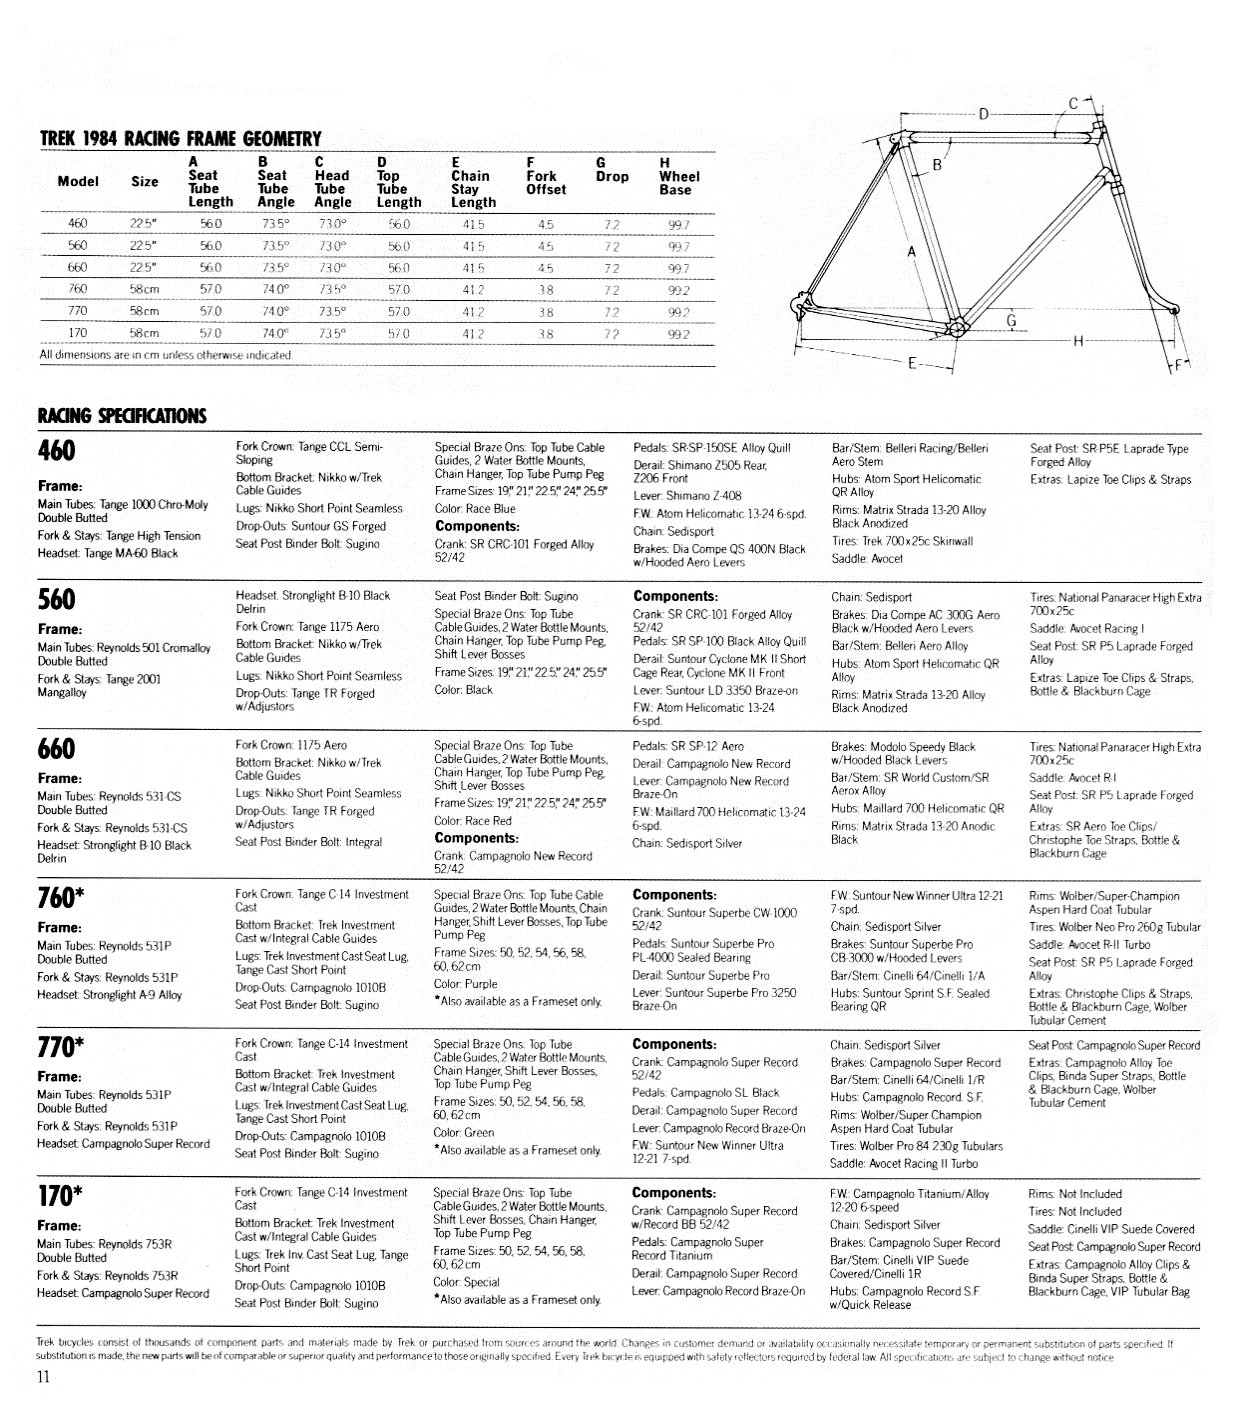 TREK 1984 RACING FRAME GEOMETRY
Model Size A Seat Tube Length B Seat Tube Angle C Head Tube Angle D Top Tube Length E Chain Stay Length F Fork Offset G Drop H Wheel Base
460 22.5" 56.0 73.5° 73.0° 56.0 41.5 4.5 7.2 99.7
560 22.5" 56.0 73.5° 73.0° 56.0 41.5 4.5 7.2 99.7
660 22.5" 56.0 73.5° 73.0° 56.0 41.5 4.5 7.2 99.7
760 58cm 57.0 74.0° 73.5° 57.0 41.2 3.8 7.2 99.2
770 58cm 57.0 74.0° 73.5° 57.0 41.2 3.8 7.2 99.2
170 58cm 57.0 74.0° 73.5° 57.0 41.2 3.8 7.2 99.2
All dimensions are in cm unless otherwise indicated
C
D
B
A
G
H
E
F
RACING SPECIFICATIONS
460
Frame:
Main Tubes: Tange 1000 Chro-Moly
Double Butted
Fork & Stays: Tange High Tension
Headset: Tange MA-60 Black
Fork Crown: Tange CCL Semi-
Sloping
Bottom Bracket: Nikko w/Trek
Cable Guides
Lugs: Nikko Short Point Seamless
Drop-Outs: Suntour GS Forged
Seat Post Binder Bolt: Sugino
Special Braze Ons: Top Tube Cable
Guides, 2 Water Bottle Mounts,
Chain Hanger, Top Tube Pump Peg
Frame Sizes: 19," 21," 22.5," 24," 25.5"
Color: Race Blue
Components:
Crank: SR CRC-101 Forged Alloy
52/42
Pedals: SR-SP-150SE Alloy Quill
Derail: Shimano Z505 Rear,
Z206 Front
Lever: Shimano Z-408
F.W.: Atom Helicomatic 13-24 6-spd.
Chain: Sedisport
Brakes: Dia Compe QS 400N Black
w/Hooded Aero Levers
Bar/Stem: Belleri Racing/Belleri
Aero Stem
Hubs: Atom Sport Helicomatic
QR Alloy
Rims: Matrix Strada 13-20 Alloy
Black Anodized
Tires: Trek 700x25c Skinwall
Saddle: Avocet
Seat Post: SR-P5E Laprade Type
Forged Alloy
Extras: Lapize Toe Clips & Straps
560
Frame:
Main Tubes: Reynolds 501 Cromalloy
Double Butted
Fork & Stays: Tange 2001
Mangalloy
Headset: Stronglight B-10 Black
Delrin
Fork Crown: Tange 1175 Aero
Bottom Bracket: Nikko w/Trek
Cable Guides
Lugs: Nikko Short Point Seamless
Drop-Outs: Tange TR Forged
w/Adjustors
Seat Post Binder Bolt: Sugino
Special Braze Ons: Top Tube
Cable Guides, 2 Water Bottle Mounts,
Chain Hanger, Top Tube Pump Peg,
Shift Lever Bosses
Frame Sizes: 19," 21," 22.5," 24," 25.5"
Color: Black
Components:
Crank: SR CRC-101 Forged Alloy
52/42
Pedals: SR SP-100 Black Alloy Quill
Derail: Suntour Cyclone MK II Short
Cage Rear, Cyclone MK II Front
Lever: Suntour LD 3350 Braze-on
F.W.: Atom Helicomatic 13-24
6-spd.
Chain: Sedisport
Brakes: Dia Compe AC 300G Aero
Black w/Hooded Aero Levers
Bar/Stem: Belleri Aero Alloy
Hubs: Atom Sport Helicomatic QR
Alloy
Rims: Matrix Strada 13-20 Alloy
Black Anodized
Tires: National Panaracer High Extra
700x25c
Saddle: Avocet Racing I
Seat Post: SR P5 Laprade Forged
Alloy
Extras: Lapize Toe Clips & Straps,
Bottle & Blackburn Cage
660
Frame:
Main Tubes: Reynolds 531-CS
Double Butted
Fork & Stays: Reynolds 531-CS
Headset: Stronglight B-10 Black
Delrin
Fork Crown: 1175 Aero
Bottom Bracket: Nikko w/Trek
Cable Guides
Lugs: Nikko Short Point Seamless
Drop-Outs: Tange TR Forged
w/Adjustors
Seat Post Binder Bolt: Integral
Special Braze Ons: Top Tube
Cable Guides, 2 Water Bottle Mounts,
Chain Hanger, Top Tube Pump Peg,
Shift Lever Bosses
Frame Sizes: 19," 21," 22.5," 24," 25.5"
Color: Race Red
Components:
Crank: Campagnolo New Record
52/42
Pedals: SR SP-12 Aero
Derail: Campagnolo New Record
Lever: Campagnolo New Record
Braze-On
F.W.: Maillard 700 Helicomatic 13-24
6-spd.
Chain: Sedisport Silver
Brakes: Modolo Speedy Black
w/Hooded Black Levers
Bar/Stem: SR World Custom/SR
Aerox Alloy
Hubs: Maillard 700 Helicomatic QR
Rims: Matrix Strada 13-20 Anodic
Black
Tires: National Panaracer High Extra
700x25c
Saddle: Avocet R-I
Seat Post: SR P5 Laprade Forged
Alloy
Extras: SR Aero Toe Clips/
Christophe Toe Straps, Bottle &
Blackburn Cage
760*
Frame:
Main Tubes: Reynolds 531P
Double Butted
Fork & Stays: Reynolds 531P
Headset: Stronglight A-9 Alloy
Fork Crown: Tange C-14 Investment
Cast
Bottom Bracket: Trek Investment
Cast w/Integral Cable Guides
Lugs: Trek Investment Cast Seat Lug,
Tange Cast Short Point
Drop-Outs: Campagnolo 1010B
Seat Post Binder Bolt: Sugino
Special Braze Ons: Top Tube Cable
Guides, 2 Water Bottle Mounts, Chain
Hanger, Shift Lever Bosses, Top Tube
Pump Peg
Frame Sizes: 50, 52, 54, 56, 58,
60, 62cm
Color: Purple
*Also available as a Frameset only.
Components:
Crank: Suntour Superbe CW-1000
52/42
Pedals: Suntour Superbe Pro
PL-4000 Sealed Bearing
Derail: Suntour Superbe Pro
Lever: Suntour Superbe Pro 3250
Braze-On
F.W.: Suntour New Winner Ultra 12-21
7-spd.
Chain: Sedisport Silver
Brakes: Suntour Superbe Pro
CB-3000 w/Hooded Levers
Bar/Stem: Cinelli 64/Cinelli 1/A
Hubs: Suntour Sprint S.F. Sealed
Bearing QR
Rims: Wolber/Super-Champion
Aspen Hard Coat Tubular
Tires: Wolber Neo Pro 260g Tubular
Saddle: Avocet R-II Turbo
Seat Post: SR P5 Laprade Forged
Alloy
Extras: Christophe Clips & Straps,
Bottle & Blackburn Cage, Wolber
Tubular Cement
770*
Frame:
Main Tubes: Reynolds 531P
Double Butted
Fork & Stays: Reynolds 531P
Headset: Campagnolo Super Record
Fork Crown: Tange C-14 Investment
Cast
Bottom Bracket: Trek Investment
Cast w/Integral Cable Guides
Lugs: Trek Investment Cast Seat Lug,
Tange Cast Short Point
Drop-Outs: Campagnolo 1010B
Seat Post Binder Bolt: Sugino
Special Braze Ons: Top Tube
Cable Guides, 2 Water Bottle Mounts,
Chain Hanger, Shift Lever Bosses,
Top Tube Pump Peg
Frame Sizes: 50, 52, 54, 56, 58,
60, 62cm
Color: Green
*Also available as a Frameset only.
Components:
Crank: Campagnolo Super Record
52/42
Pedals: Campagnolo SL Black
Derail: Campagnolo Super Record
Lever: Campagnolo Record Braze-On
F.W.: Suntour New Winner Ultra
12-21 7-spd.
Chain: Sedisport Silver
Brakes: Campagnolo Super Record
Bar/Stem: Cinelli 64/Cinelli 1/R
Hubs: Campagnolo Record. S.F.
Rims: Wolber/Super Champion
Aspen Hard Coat Tubular
Tires: Wolber Pro 84 230g Tubulars
Saddle: Avocet Racing II Turbo
Seat Post: Campagnolo Super Record
Extras: Campagnolo Alloy Toe
Clips, Binda Super Straps, Bottle
& Blackburn Cage, Wolber
Tubular Cement
170*
Frame:
Main Tubes: Reynolds 753R
Double Butted
Fork & Stays: Reynolds 753R
Headset: Campagnolo Super Record
Fork Crown: Tange C-14 Investment
Cast
Bottom Bracket: Trek Investment
Cast w/Integral Cable Guides
Lugs: Trek Inv. Cast Seat Lug, Tange
Short Point
Drop-Outs: Campagnolo 1010B
Seat Post Binder Bolt: Sugino
Special Braze Ons: Top Tube
Cable Guides, 2 Water Bottle Mounts,
Shift Lever Bosses, Chain Hanger,
Top Tube Pump Peg
Frame Sizes: 50, 52, 54, 56, 58,
60, 62cm
Color: Special
*Also available as a Frameset only.
Components:
Crank: Campagnolo Super Record
w/Record BB 52/42
Pedals: Campagnolo Super
Record Titanium
Derail: Campagnolo Super Record
Lever: Campagnolo Record Braze-On
F.W.: Campagnolo Titanium/Alloy
12-20 6-speed
Chain: Sedisport Silver
Brakes: Campagnolo Super Record
Bar/Stem: Cinelli VIP Suede
Covered/Cinelli 1R
Hubs: Campagnolo Record S.F.
w/Quick Release
Rims: Not Included
Tires: Not Included
Saddle: Cinelli VIP Suede Covered
Seat Post: Campagnolo Super Record
Extras: Campagnolo Alloy Clips &
Binda Super Straps, Bottle &
Blackburn Cage, VIP Tubular Bag
Trek bicycles consist of thousands of component parts and materials made by Trek or purchased from sources around the world. Changes in customer demand or availability occasionally necessitate temporary or permanent substitution of parts specified. If
substitution is made, the new parts will be of comparable or superior quality and performance to those originally specified. Every Trek bicycle is equipped with safety reflectors required by federal law. All specifications are subject to change without notice.
11